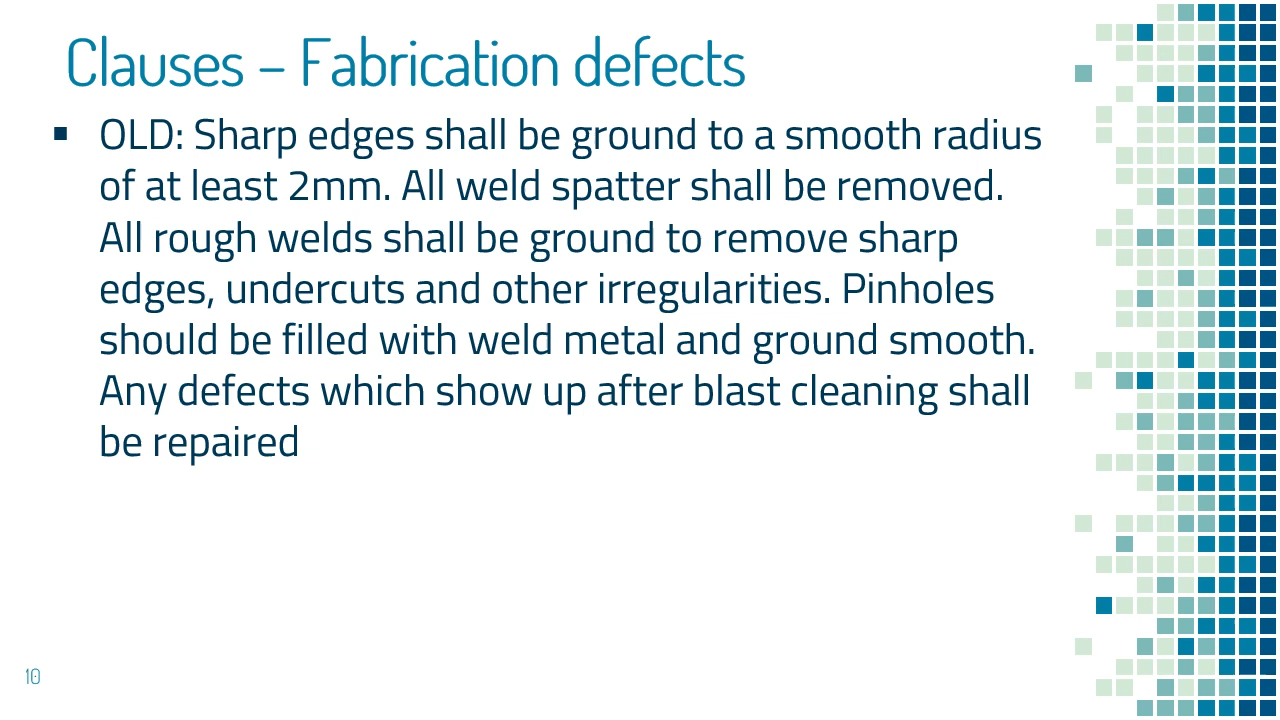 Clauses – Fabrication defects
▪ OLD: Sharp edges shall be ground to a smooth radius
of at least 2mm. All weld spatter shall be removed.
All rough welds shall be ground to remove sharp
edges, undercuts and other irregularities. Pinholes
should be filled with weld metal and ground smooth.
Any defects which show up after blast cleaning shall
be repaired
10